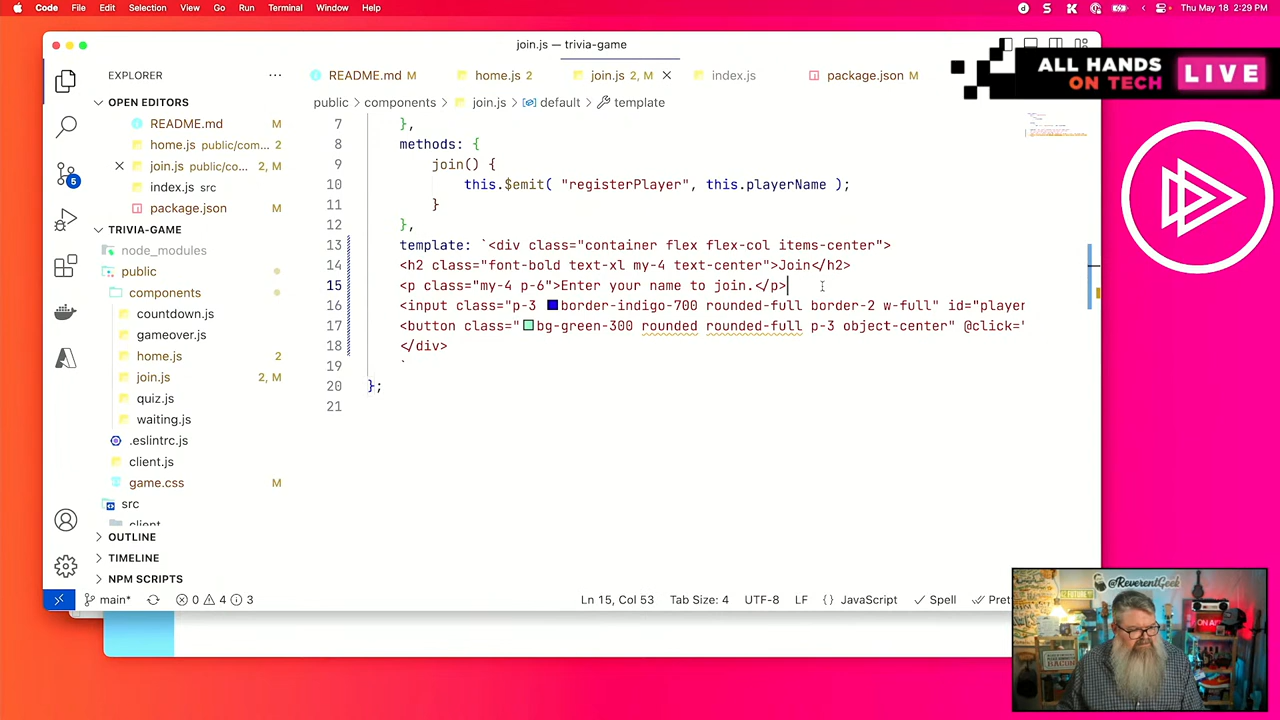 Code File Edit Selection View Go Run Terminal Window Help Thu May 18 2:29 PM
join.js — trivia-game
EXPLORER ···
README.md M home.js 2 join.js 2, M index.js package.json M
ALL HANDS
ON TECH
LIVE
OPEN EDITORS
README.md M
home.js public/com... 2
join.js public/co... 2, M
index.js src
package.json M
TRIVIA-GAME
node_modules
public
components
countdown.js
gameover.js
home.js 2
join.js 2, M
quiz.js
waiting.js
.eslintrc.js
client.js
game.css M
src
client
OUTLINE
TIMELINE
NPM SCRIPTS
5
public > components > join.js > default > template
7 },
8 methods: {
9 join() {
10 this.$emit( "registerPlayer", this.playerName );
11 }
12 },
13 template: `<div class="container flex flex-col items-center">
14 <h2 class="font-bold text-xl my-4 text-center">Join</h2>
15 <p class="my-4 p-6">Enter your name to join.</p>
16 <input class="p-3 border-indigo-700 rounded-full border-2 w-full" id="player
17 <button class="bg-green-300 rounded rounded-full p-3 object-center" @click="
18 </div>
19 `
20 };
21
main* 0 4 3 Ln 15, Col 53 Tab Size: 4 UTF-8 LF {} JavaScript Spell Pret
@ReverentGeek
ON AIR
BACON